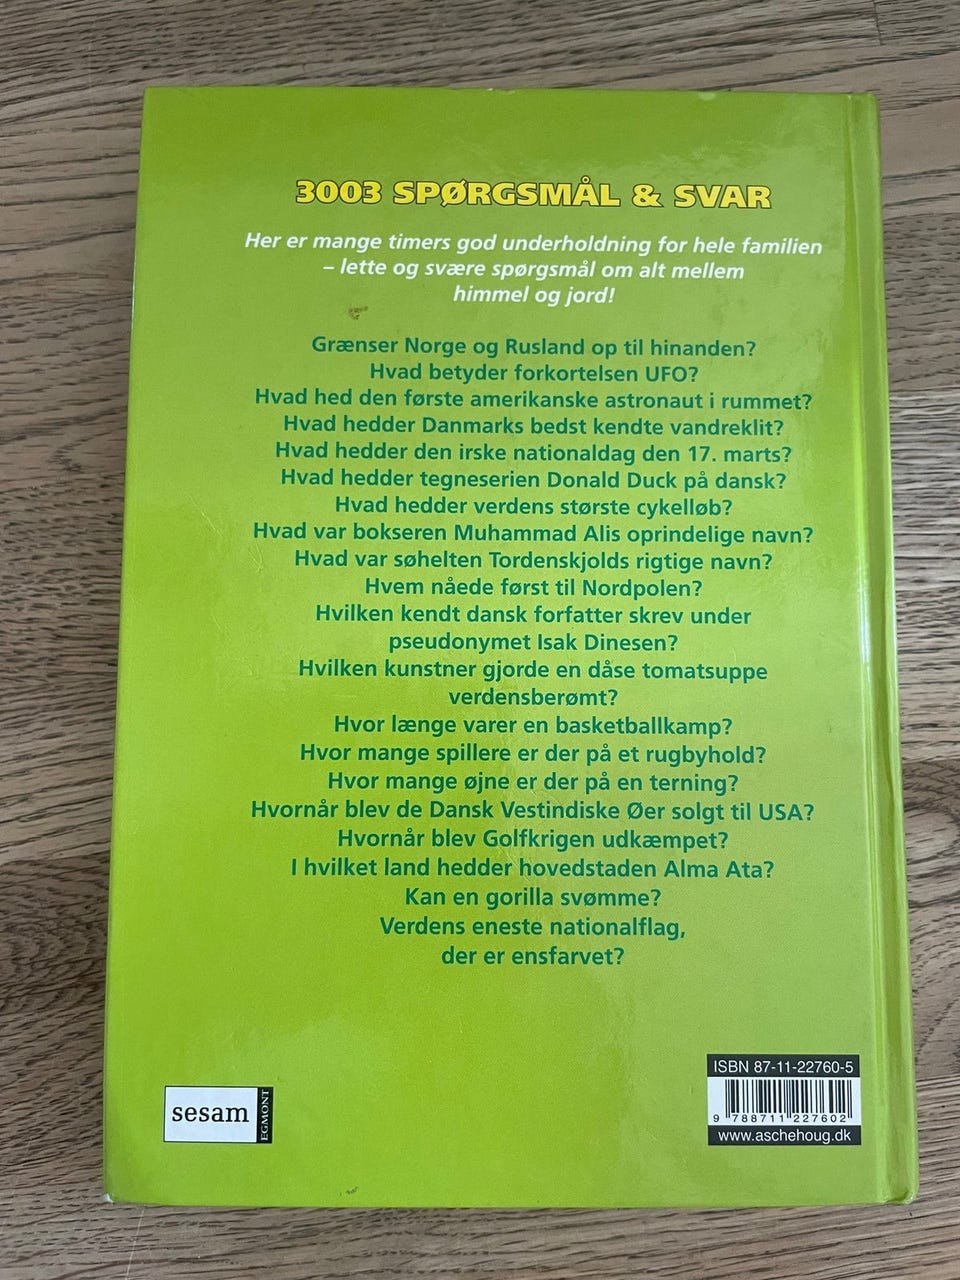 3003 SPØRGSMÅL & SVAR
Her er mange timers god underholdning for hele familien
– lette og svære spørgsmål om alt mellem
himmel og jord!
Grænser Norge og Rusland op til hinanden?
Hvad betyder forkortelsen UFO?
Hvad hed den første amerikanske astronaut i rummet?
Hvad hedder Danmarks bedst kendte vandreklit?
Hvad hedder den irske nationaldag den 17. marts?
Hvad hedder tegneserien Donald Duck på dansk?
Hvad hedder verdens største cykelløb?
Hvad var bokseren Muhammad Alis oprindelige navn?
Hvad var søhelten Tordenskjolds rigtige navn?
Hvem nåede først til Nordpolen?
Hvilken kendt dansk forfatter skrev under
pseudonymet Isak Dinesen?
Hvilken kunstner gjorde en dåse tomatsuppe
verdensberømt?
Hvor længe varer en basketballkamp?
Hvor mange spillere er der på et rugbyhold?
Hvor mange øjne er der på en terning?
Hvornår blev de Dansk Vestindiske Øer solgt til USA?
Hvornår blev Golfkrigen udkæmpet?
I hvilket land hedder hovedstaden Alma Ata?
Kan en gorilla svømme?
Verdens eneste nationalflag,
der er ensfarvet?
sesam
EGMONT
ISBN 87-11-22760-5
9 788711 227602
www.aschehoug.dk